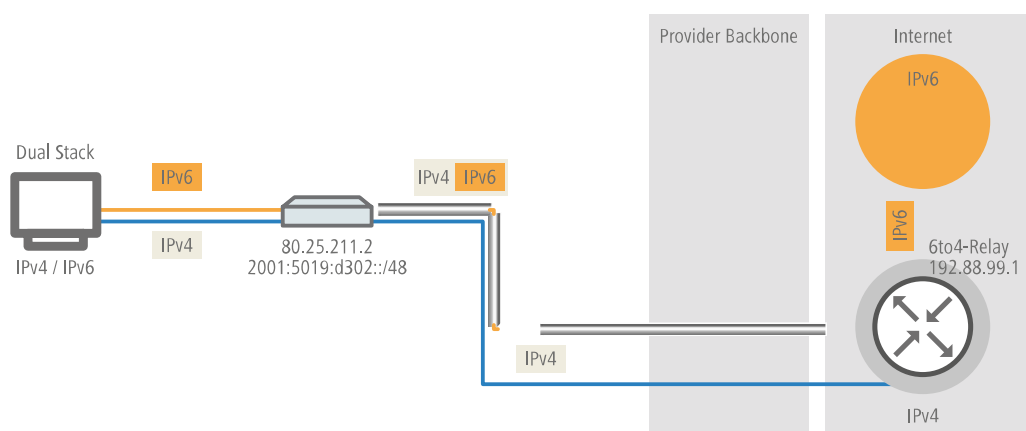 Provider Backbone
Internet
IPv6
Dual Stack
IPv6
IPv4 IPv6
IPv6
IPv4
80.25.211.2
6to4-Relay
IPv4 / IPv6
2001:5019:d302::/48
192.88.99.1
IPv4
IPv4